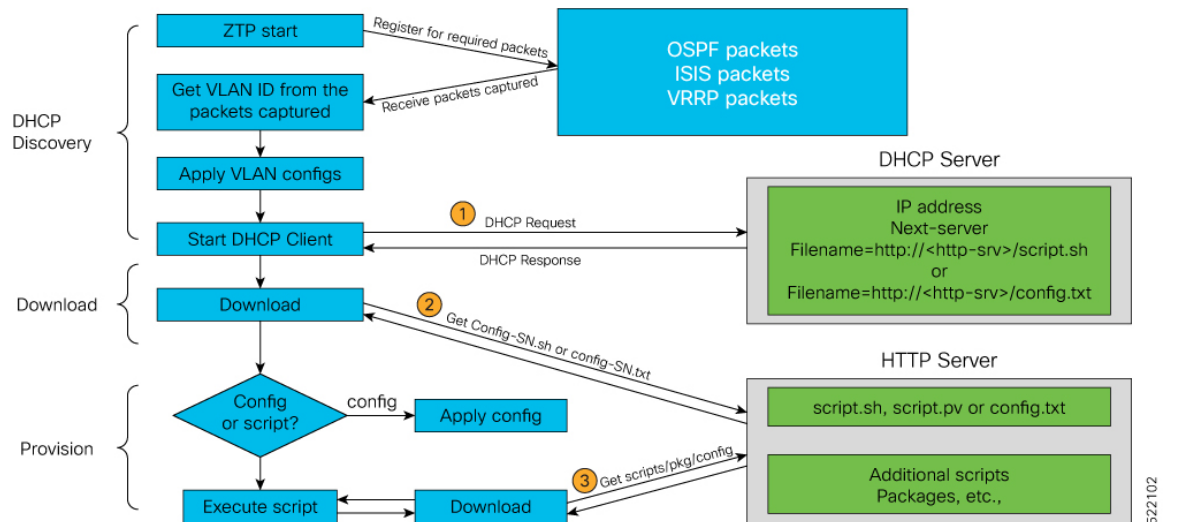 ZTP start
Register for required packets
OSPF packets
ISIS packets
VRRP packets
Get VLAN ID from the
packets captured
Receive packets captured
DHCP
Discovery
Apply VLAN configs
DHCP Server
1
DHCP Request
Start DHCP Client
DHCP Response
IP address
Next-server
Filename=http://<http-srv>/script.sh
or
Filename=http://<http-srv>/config.txt
Download
Download
2
Get Config-SN.sh or config-SN.txt
HTTP Server
Config
or script?
config
Apply config
script.sh, script.pv or config.txt
Provision
3
Get scripts/pkg/config
Additional scripts
Packages, etc.,
Execute script
Download
522102